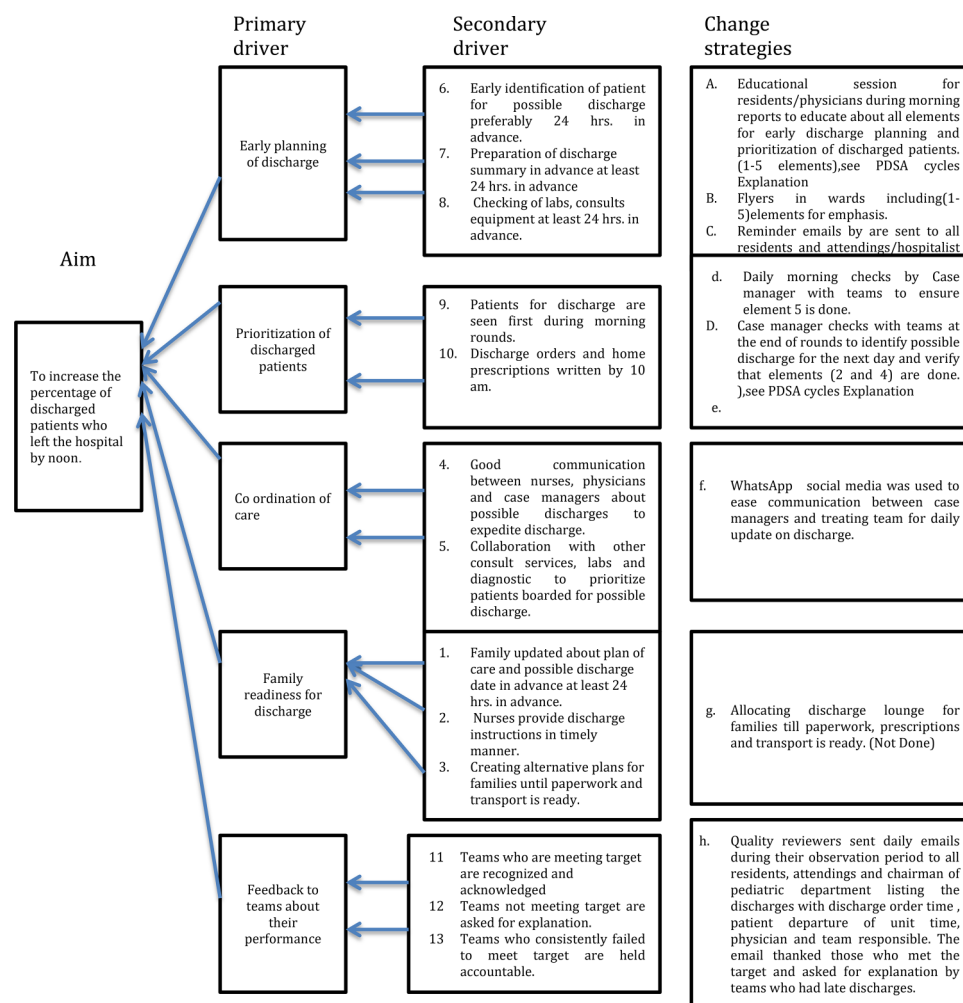 Primary
driver
Secondary
driver
Change
strategies
Aim
To increase the
percentage of
discharged
patients who
left the hospital
by noon.
Early planning
of discharge
6. Early identification of patient
for possible discharge
preferably 24 hrs. in
advance.
7. Preparation of discharge
summary in advance at least
24 hrs. in advance
8. Checking of labs, consults
equipment at least 24 hrs. in
advance.
A. Educational session for
residents/physicians during morning
reports to educate about all elements
for early discharge planning and
prioritization of discharged patients.
(1-5 elements),see PDSA cycles
Explanation
B. Flyers in wards including(1-
5)elements for emphasis.
C. Reminder emails by are sent to all
residents and attendings/hospitalist
Prioritization of
discharged
patients
9. Patients for discharge are
seen first during morning
rounds.
10. Discharge orders and home
prescriptions written by 10
am.
d. Daily morning checks by Case
manager with teams to ensure
element 5 is done.
D. Case manager checks with teams
at the end of rounds to identify possible
discharge for the next day and verify
that elements (2 and 4) are done.
),see PDSA cycles Explanation
e.
Co ordination of
care
4. Good communication
between nurses, physicians
and case managers about
possible discharges to
expedite discharge.
5. Collaboration with other
consult services, labs and
diagnostic to prioritize
patients boarded for possible
discharge.
f. WhatsApp social media was used to
ease communication between case
managers and treating team for daily
update on discharge.
Family
readiness for
discharge
1. Family updated about plan of
care and possible discharge
date in advance at least 24
hrs. in advance.
2. Nurses provide discharge
instructions in timely
manner.
3. Creating alternative plans for
families until paperwork and
transport is ready.
g. Allocating discharge lounge for
families till paperwork, prescriptions
and transport is ready. (Not Done)
Feedback to
teams about
their
performance
11 Teams who are meeting target
are recognized and
acknowledged
12 Teams not meeting target are
asked for explanation.
13 Teams who consistently failed
to meet target are held
accountable.
h. Quality reviewers sent daily emails
during their observation period to all
residents, attendings and chairman of
pediatric department listing the
discharges with discharge order time ,
patient departure of unit time,
physician and team responsible. The
email thanked those who met the
target and asked for explanation by
teams who had late discharges.